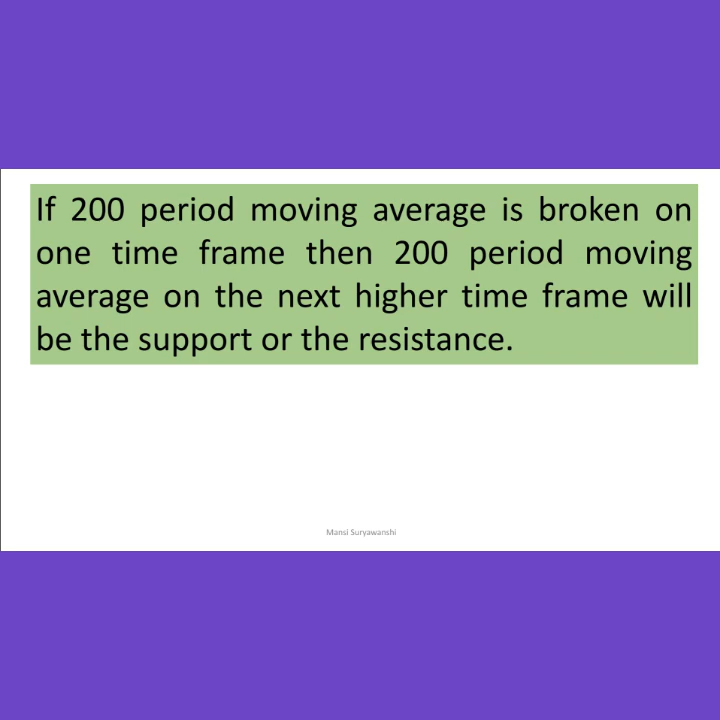 If 200 period moving average is broken on
one time frame then 200 period moving
average on the next higher time frame will
be the support or the resistance.
Mansi Suryawanshi